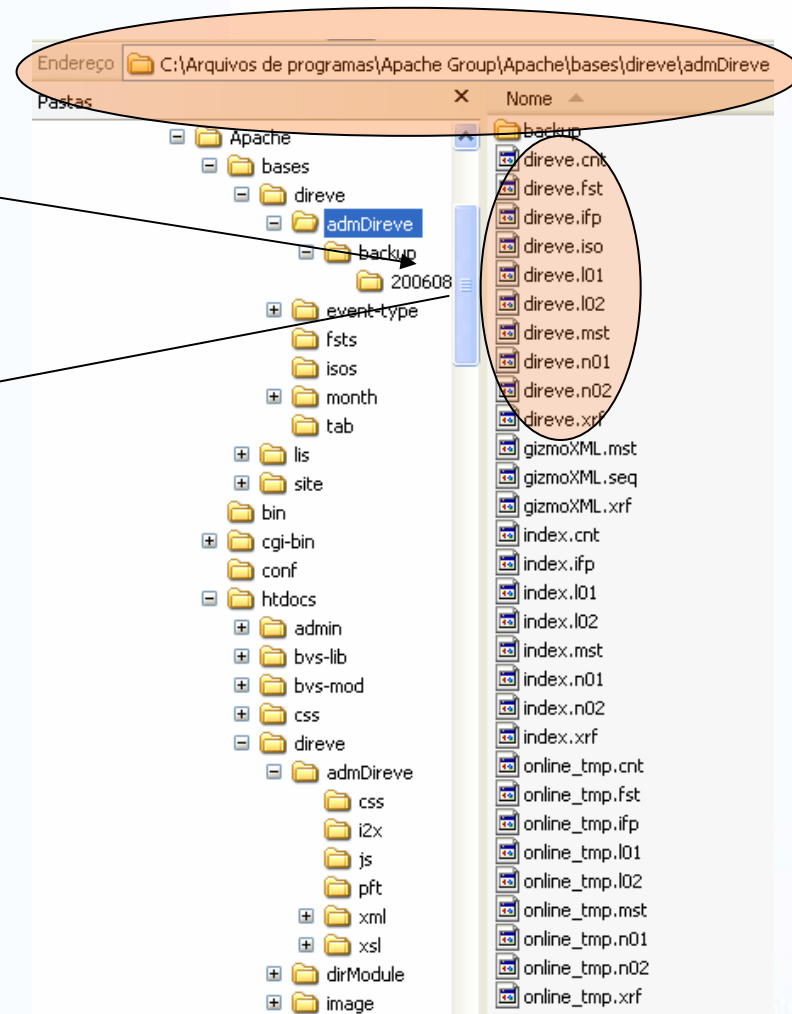 Endereço C:\Arquivos de programas\Apache Group\Apache\bases\direve\admDireve
Pastas
Apache
bases
direve
admDireve
backup
200608
event-type
fsts
isos
month
tab
lis
site
bin
cgi-bin
conf
htdocs
admin
bvs-lib
bvs-mod
css
direve
admDireve
css
i2x
js
pft
xml
xsl
dirModule
image
Nome
backup
direve.cnt
direve.fst
direve.ifp
direve.iso
direve.l01
direve.l02
direve.mst
direve.n01
direve.n02
direve.xrf
gizmoXML.mst
gizmoXML.seq
gizmoXML.xrf
index.cnt
index.ifp
index.l01
index.l02
index.mst
index.n01
index.n02
index.xrf
online_tmp.cnt
online_tmp.fst
online_tmp.ifp
online_tmp.l01
online_tmp.l02
online_tmp.mst
online_tmp.n01
online_tmp.n02
online_tmp.xrf